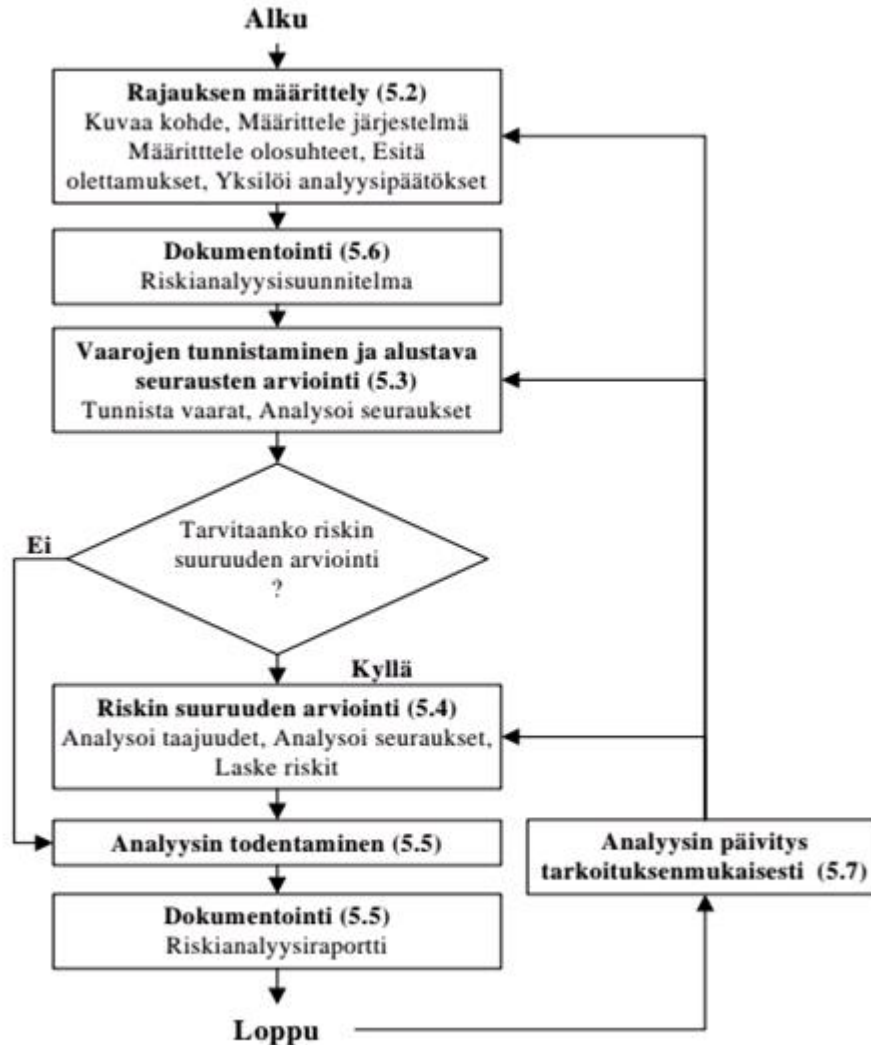 Alku
Rajauksen määrittely (5.2)
Kuvaa kohde, Määrittele järjestelmä
Määritttele olosuhteet, Esitä
olettamukset, Yksilöi analyysipäätökset
Dokumentointi (5.6)
Riskianalyysisuunnitelma
Vaarojen tunnistaminen ja alustava
seurausten arviointi (5.3)
Tunnista vaarat, Analysoi seuraukset
Tarvitaanko riskin
suuruuden arviointi
?
Ei
Kyllä
Riskin suuruuden arviointi (5.4)
Analysoi taajuudet, Analysoi seuraukset,
Laske riskit
Analyysin todentaminen (5.5)
Analyysin päivitys
tarkoituksenmukaisesti (5.7)
Dokumentointi (5.5)
Riskianalyysiraportti
Loppu